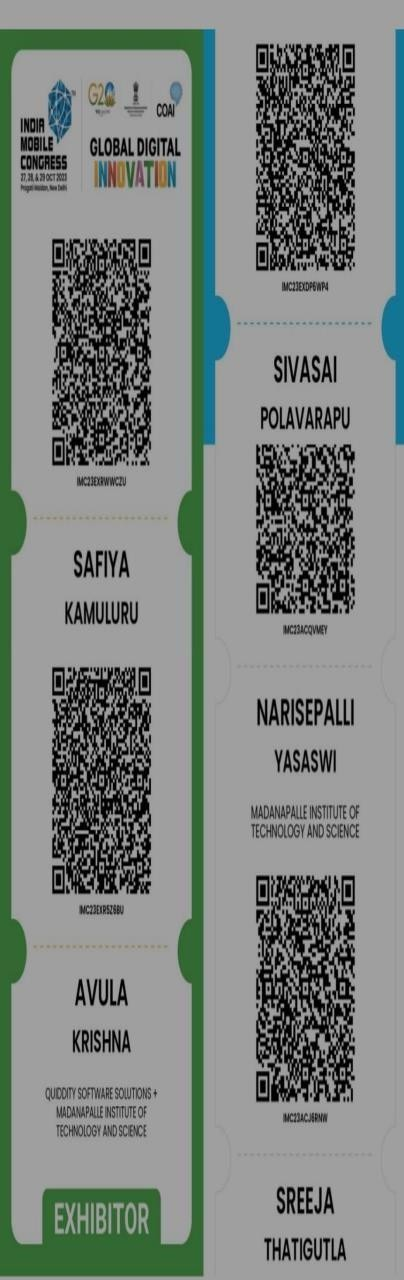 INDIA
MOBILE
CONGRESS
27, 28, & 29 OCT 2023
Pragati Maidan, New Delhi
G20
COAI
GLOBAL DIGITAL
INNOVATION
IMC23EXRWWCZU
SAFIYA
KAMULURU
IMC23EXR5Z6BU
AVULA
KRISHNA
QUIDDITY SOFTWARE SOLUTIONS +
MADANAPALLE INSTITUTE OF
TECHNOLOGY AND SCIENCE
EXHIBITOR
IMC23EXDP6WP4
SIVASAI
POLAVARAPU
IMC23ACQVMEY
NARISEPALLI
YASASWI
MADANAPALLE INSTITUTE OF
TECHNOLOGY AND SCIENCE
IMC23ACJ6RNW
SREEJA
THATIGUTLA